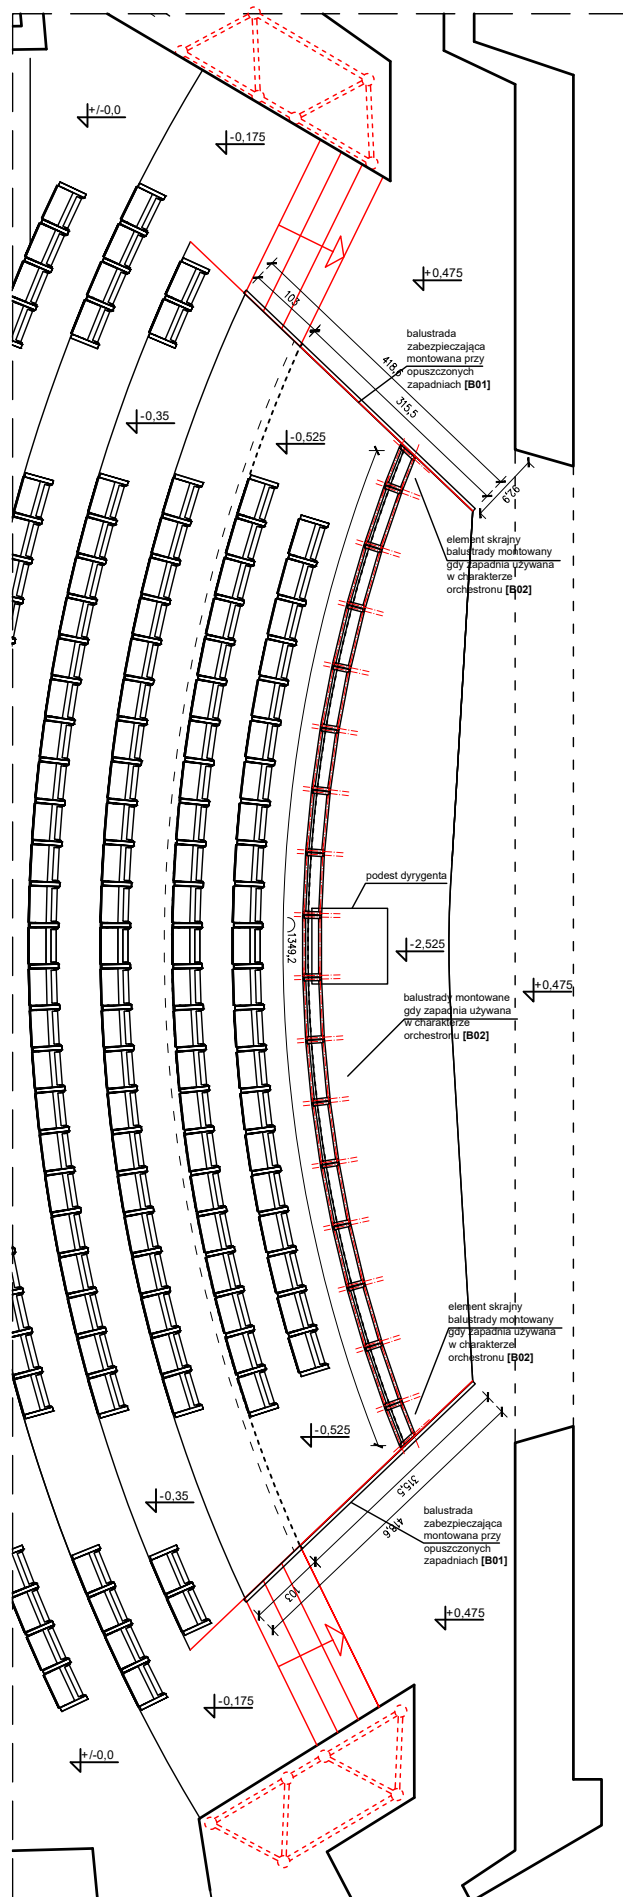 +/-0,0
-0,175
+0,475
103
418,6
315,5
balustrada
zabezpieczająca
montowana przy
opuszczonych
zapadniach [B01]
-0,35
-0,525
92,9
element skrajny
balustrady montowany
gdy zapadnia używana
w charakterze
orchestronu [B02]
podest dyrygenta
1349,2
-2,525
+0,475
balustrady montowane
gdy zapadnia używana
w charakterze
orchestronu [B02]
element skrajny
balustrady montowany
gdy zapadnia używana
w charakterze
orchestronu [B02]
-0,525
315,5
418,6
103
-0,35
balustrada
zabezpieczająca
montowana przy
opuszczonych
zapadniach [B01]
+0,475
-0,175
+/-0,0